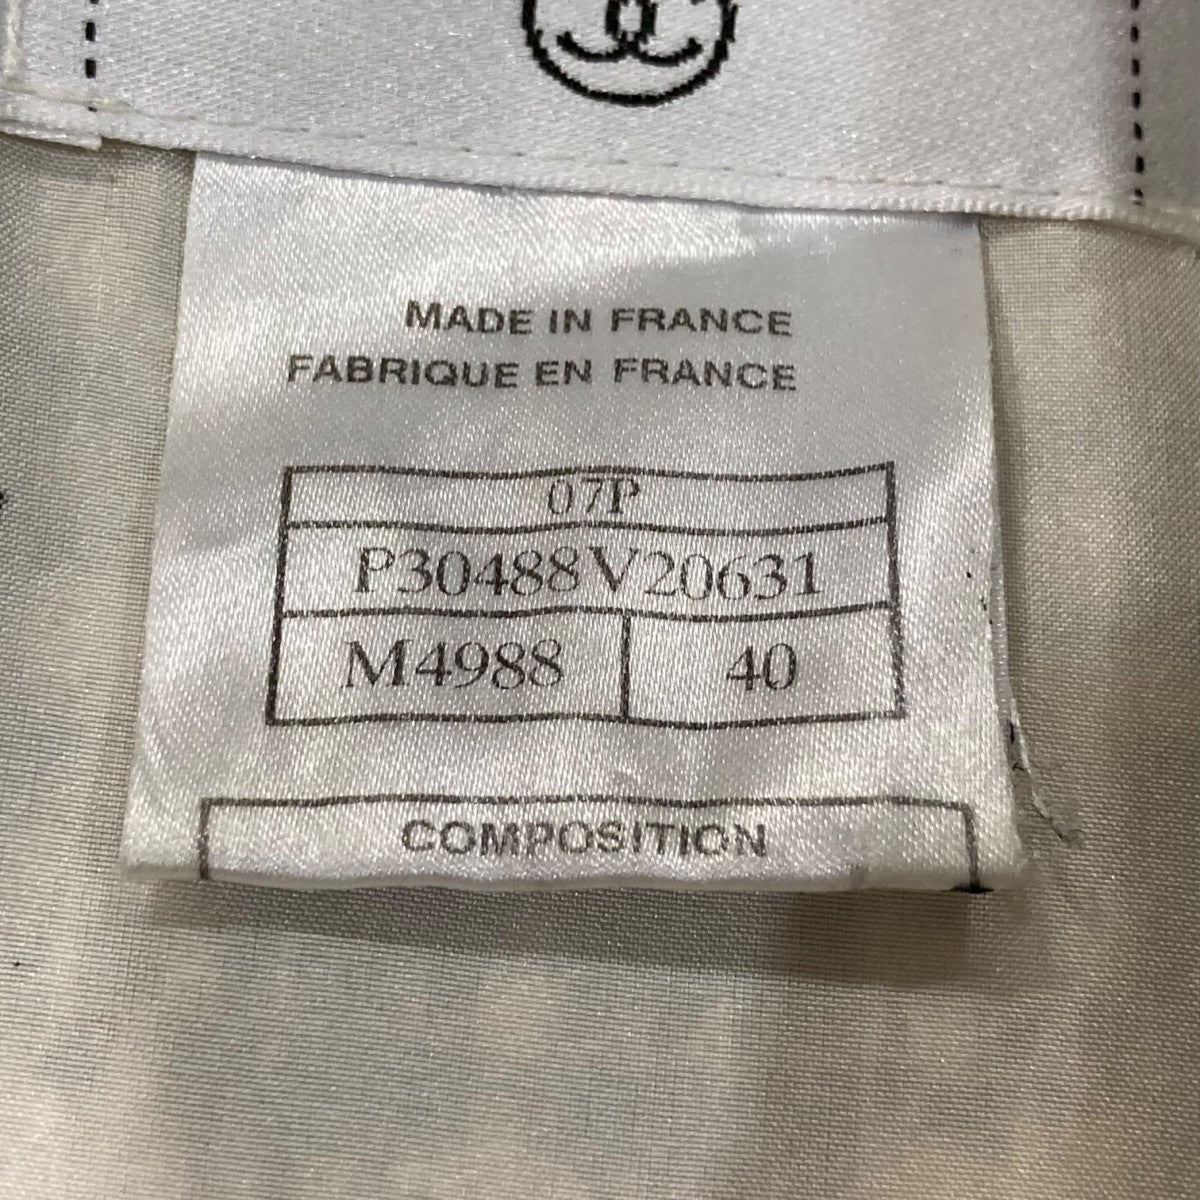 MADE IN FRANCE
FABRIQUE EN FRANCE
07P
P30488V20631
M4988 40
COMPOSITION